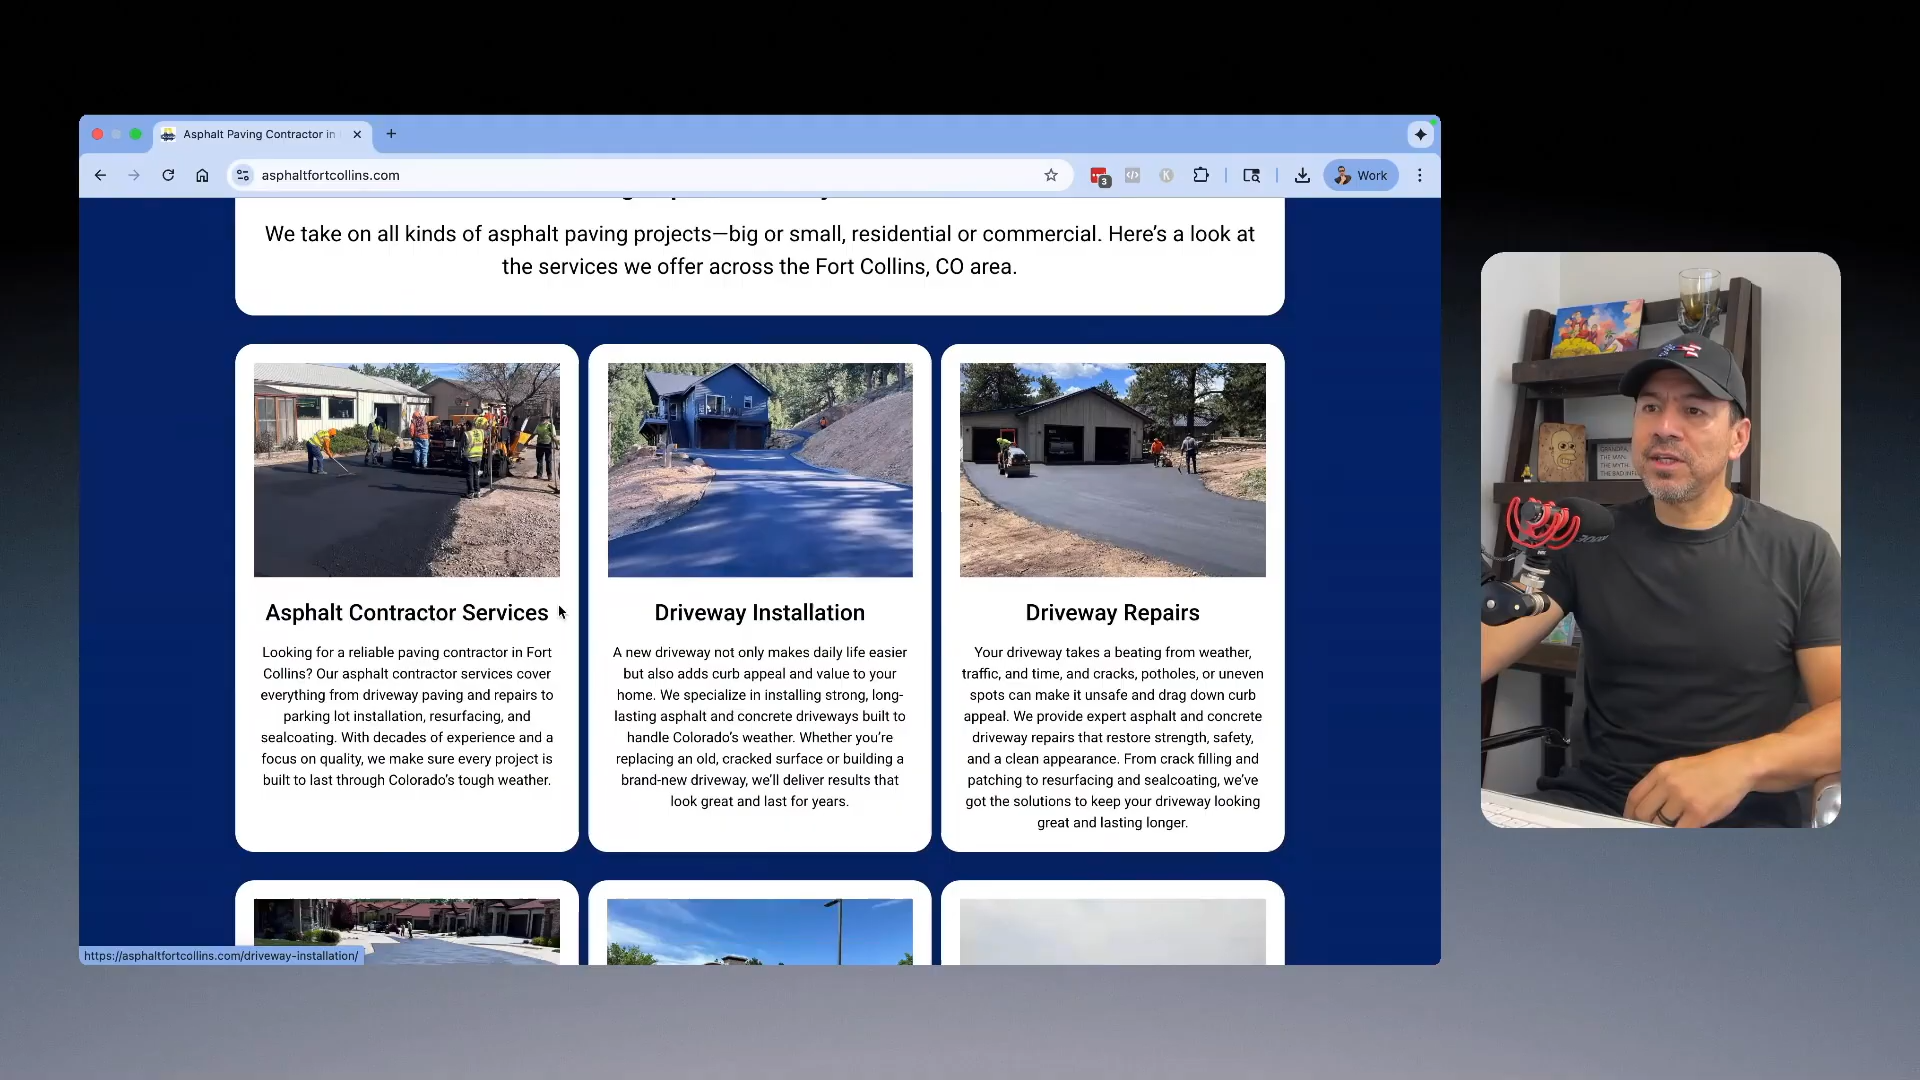 Asphalt Paving Contractor in
asphaltfortcollins.com
3
K
Work
We take on all kinds of asphalt paving projects—big or small, residential or commercial. Here’s a look at
the services we offer across the Fort Collins, CO area.
Asphalt Contractor Services
Looking for a reliable paving contractor in Fort
Collins? Our asphalt contractor services cover
everything from driveway paving and repairs to
parking lot installation, resurfacing, and
sealcoating. With decades of experience and a
focus on quality, we make sure every project is
built to last through Colorado’s tough weather.
Driveway Installation
A new driveway not only makes daily life easier
but also adds curb appeal and value to your
home. We specialize in installing strong, long-
lasting asphalt and concrete driveways built to
handle Colorado’s weather. Whether you’re
replacing an old, cracked surface or building a
brand-new driveway, we’ll deliver results that
look great and last for years.
Driveway Repairs
Your driveway takes a beating from weather,
traffic, and time, and cracks, potholes, or uneven
spots can make it unsafe and drag down curb
appeal. We provide expert asphalt and concrete
driveway repairs that restore strength, safety,
and a clean appearance. From crack filling and
patching to resurfacing and sealcoating, we’ve
got the solutions to keep your driveway looking
great and lasting longer.
https://asphaltfortcollins.com/driveway-installation/
GRANDPA
THE MAN
THE MYTH
THE BAD
RODE